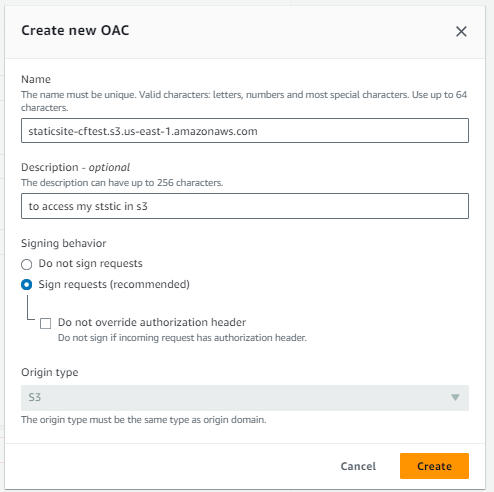 Create new OAC
Name
The name must be unique. Valid characters: letters, numbers and most special characters. Use up to 64
characters.
staticsite-cftest.s3.us-east-1.amazonaws.com
Description - optional
The description can have up to 256 characters.
to access my ststic in s3
Signing behavior
Do not sign requests
Sign requests (recommended)
Do not override authorization header
Do not sign if incoming request has authorization header.
Origin type
S3
The origin type must be the same type as origin domain.
Cancel
Create